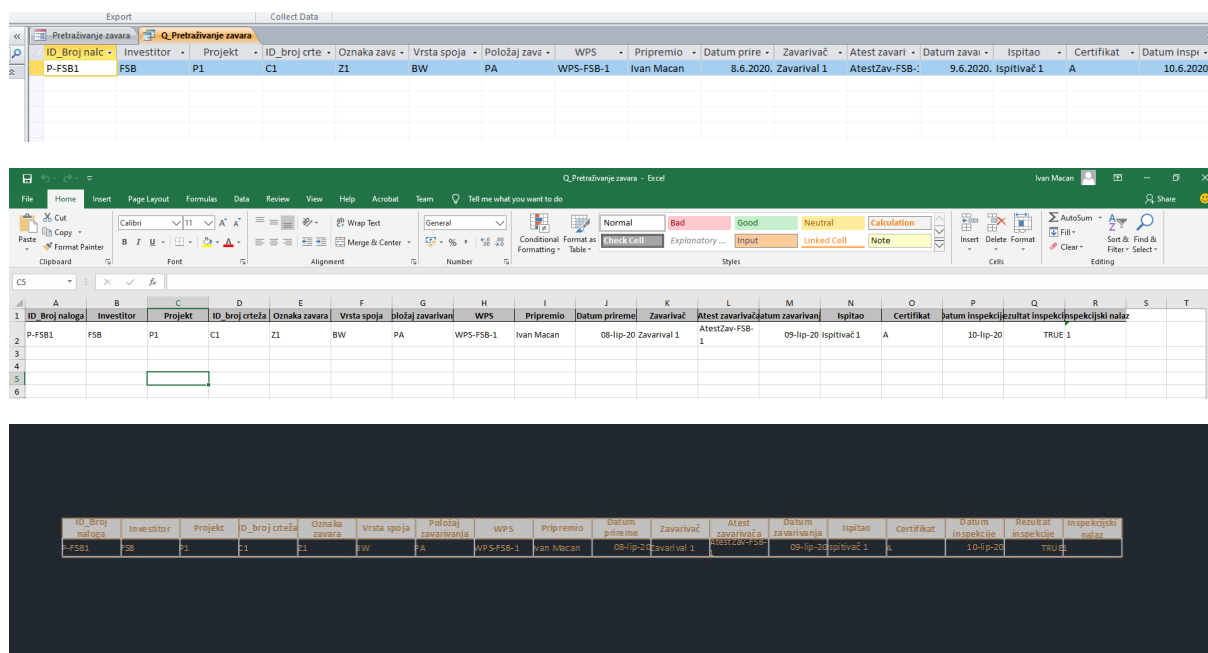 Export Collect Data
« Pretraživanje zavara Q_Pretraživanje zavara
ID_Broj nalc Investitor Projekt ID_broj crte Oznaka zava Vrsta spoja Položaj zava WPS Pripremio Datum prire Zavarivač Atest zavari Datum zavai Ispitao Certifikat Datum inspe
P-FSB1 FSB P1 C1 Z1 BW PA WPS-FSB-1 Ivan Macan 8.6.2020. Zavarival 1 AtestZav-FSB-: 9.6.2020. Ispitivač 1 A 10.6.2020
Q_Pretraživanje zavara - Excel Ivan Macan
File Home Insert Page Layout Formulas Data Review View Help Acrobat Team Tell me what you want to do Share
Cut Calibri 11 A A Wrap Text General Normal Bad Good Neutral Calculation AutoSum
Copy Fill
Paste Format Painter B I U A Merge & Center % , Conditional Formatting Format as Table Check Cell Explanatory ... Input Linked Cell Note Insert Delete Format Clear Sort & Filter Find & Select
Clipboard Font Alignment Number Styles Cells Editing
C5 fx
A B C D E F G H I J K L M N O P Q R S T
1 ID_Broj naloga Investitor Projekt ID_broj crteža Oznaka zavara Vrsta spoja oložaj zavarivan WPS Pripremio Datum prireme Zavarivač Atest zavarivača atum zavarivan Ispitao Certifikat Datum inspekcij ezultat inspekci nspekcijski nalaz
2 P-FSB1 FSB P1 C1 Z1 BW PA WPS-FSB-1 Ivan Macan 08-lip-20 Zavarival 1 AtestZav-FSB-1 09-lip-20 Ispitivač 1 A 10-lip-20 TRUE 1
3
4
5
6
ID_Broj naloga Investitor Projekt ID_broj crteža Oznaka zavara Vrsta spoja Položaj zavarivanja WPS Pripremio Datum prireme Zavarivač Atest zavarivača Datum zavarivanja Ispitao Certifikat Datum inspekcije Rezultat inspekcije Inspekcijski nalaz
P-FSB1 FSB P1 C1 Z1 BW PA WPS-FSB-1 Ivan Macan 08-lip-20 Zavarival 1 AtestZav-FSB-1 09-lip-20 Ispitivač 1 A 10-lip-20 TRUE 1